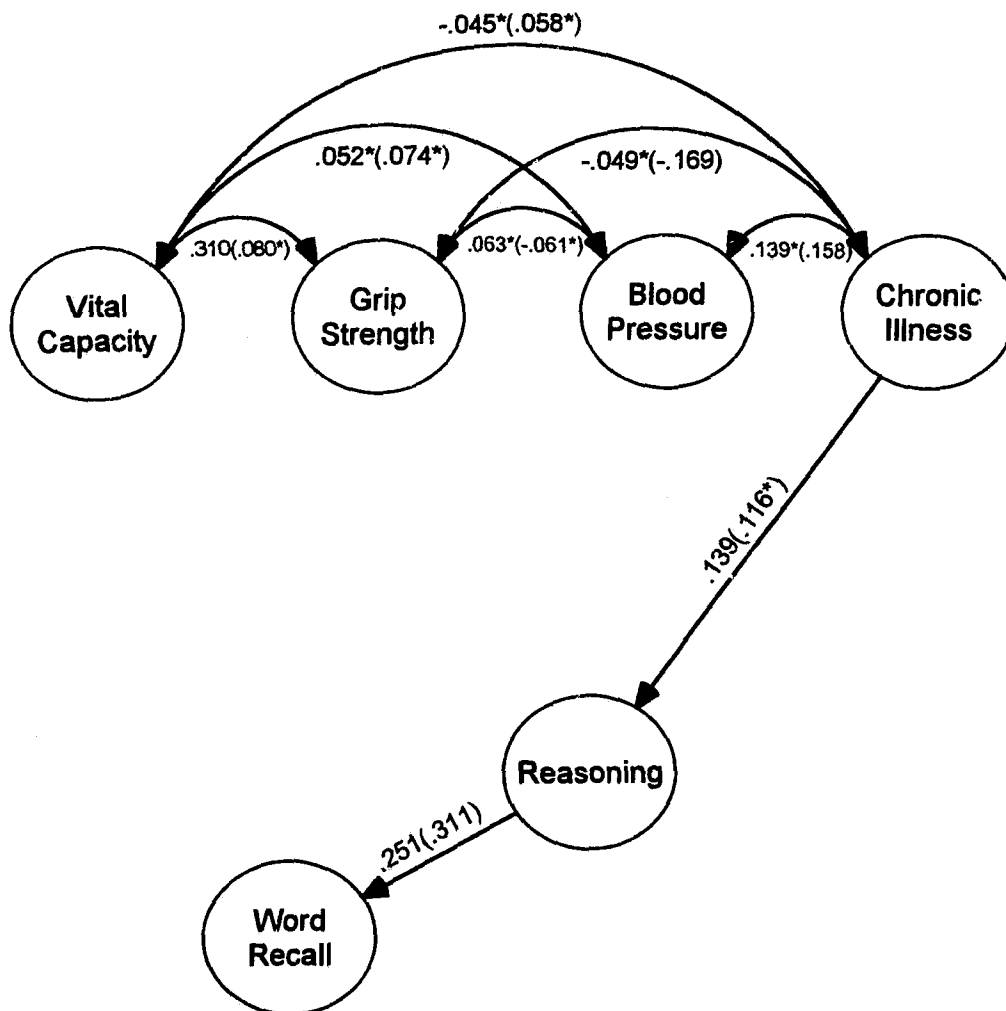 -.045*(.058*)
.052*(.074*)
-.049*(-.169)
.310(.080*)
.063*(-.061*)
.139*(.158)
Vital
Capacity
Grip
Strength
Blood
Pressure
Chronic
Illness
.139(.116*)
Reasoning
.251(.311)
Word
Recall